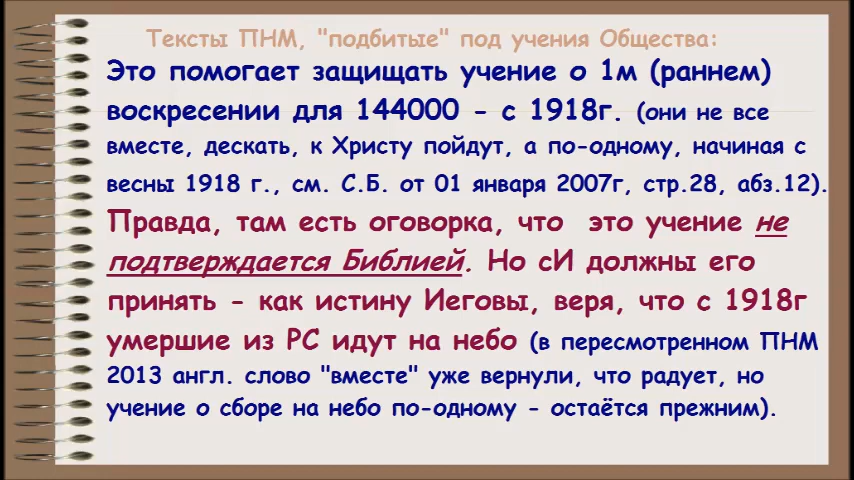 Тексты ПНМ, "подбитые" под учения Общества:
Это помогает защищать учение о 1м (раннем)
воскресении для 144000 - с 1918г. (они не все
вместе, дескать, к Христу пойдут, а по-одному, начиная с
весны 1918 г., см. С.Б. от 01 января 2007г, стр.28, абз.12).
Правда, там есть оговорка, что это учение не
подтверждается Библией. Но сИ должны его
принять - как истину Иеговы, веря, что с 1918г
умершие из РС идут на небо (в пересмотренном ПНМ
2013 англ. слово "вместе" уже вернули, что радует, но
учение о сборе на небо по-одному - остаётся прежним).